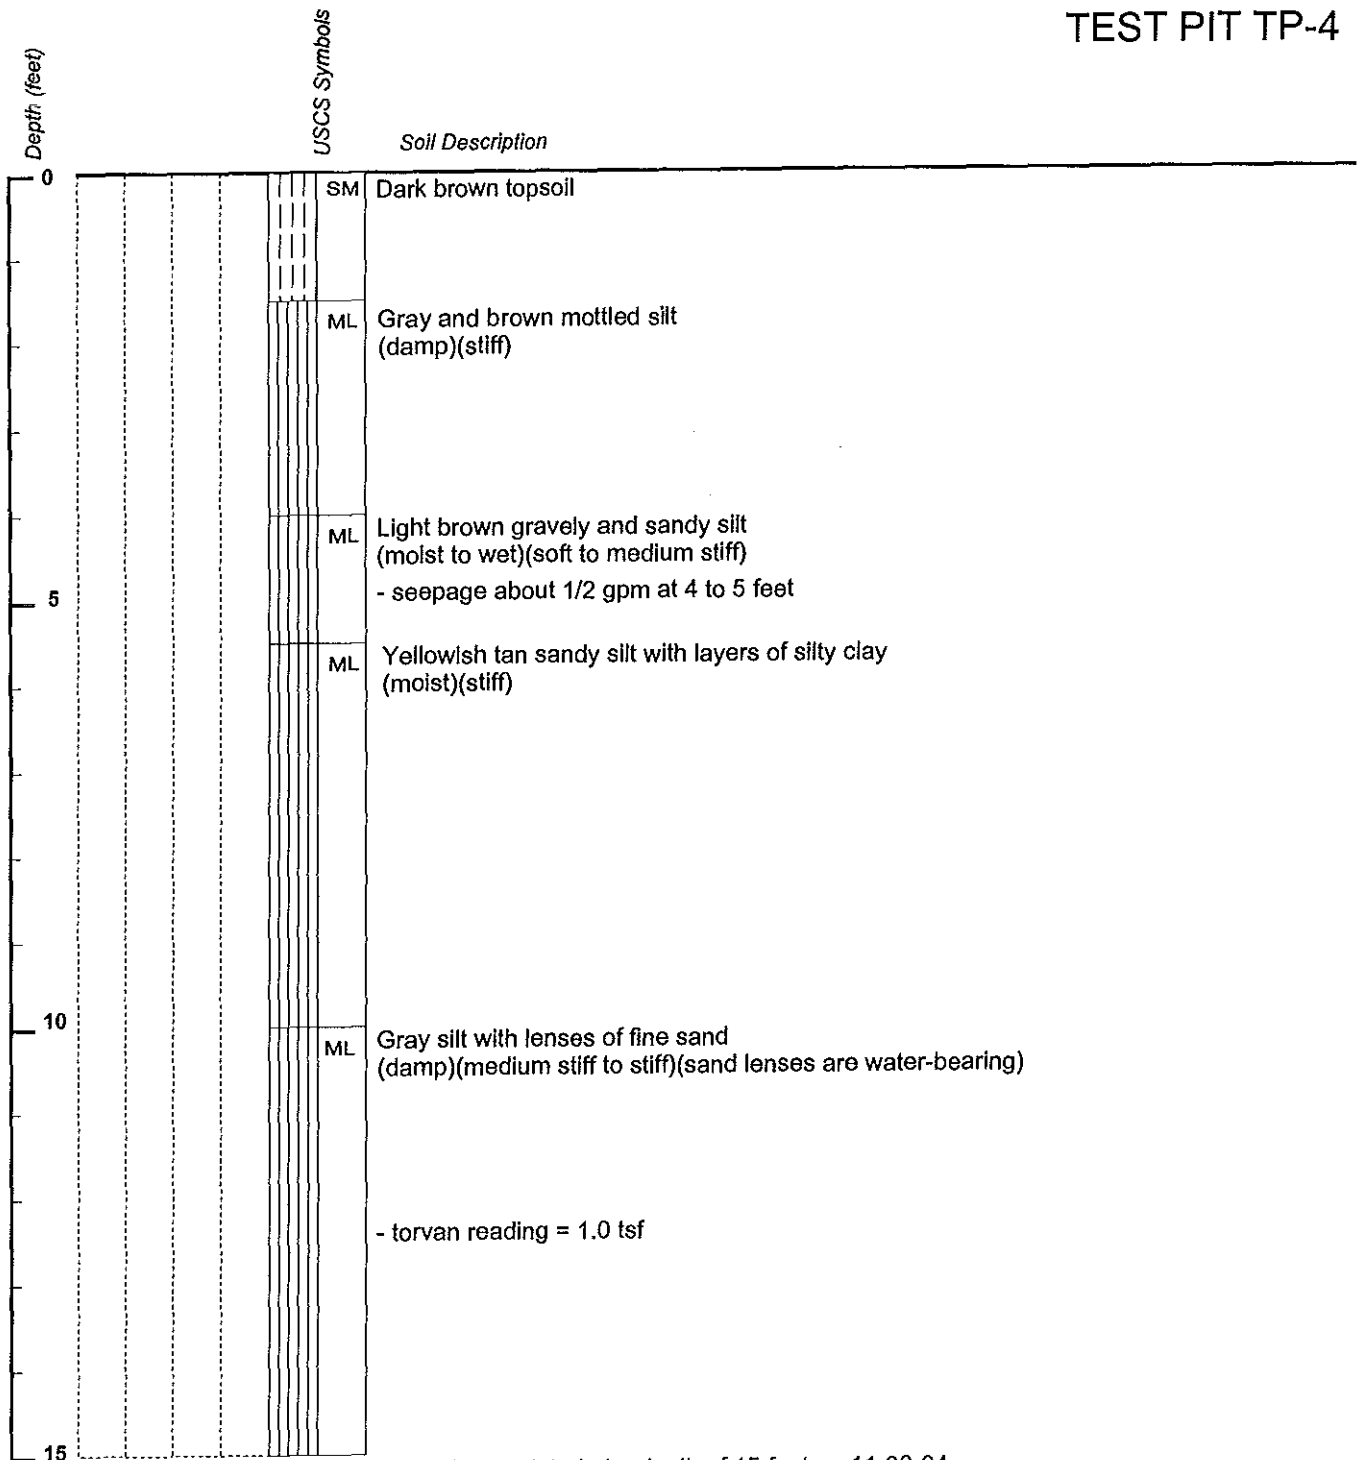 TEST PIT TP-4
Depth (feet)
USCS Symbols
Soil Description
0
SM Dark brown topsoil
ML Gray and brown mottled silt
(damp)(stiff)
ML Light brown gravely and sandy silt
(moist to wet)(soft to medium stiff)
- seepage about 1/2 gpm at 4 to 5 feet
5
ML Yellowish tan sandy silt with layers of silty clay
(moist)(stiff)
10
ML Gray silt with lenses of fine sand
(damp)(medium stiff to stiff)(sand lenses are water-bearing)
- torvan reading = 1.0 tsf
15